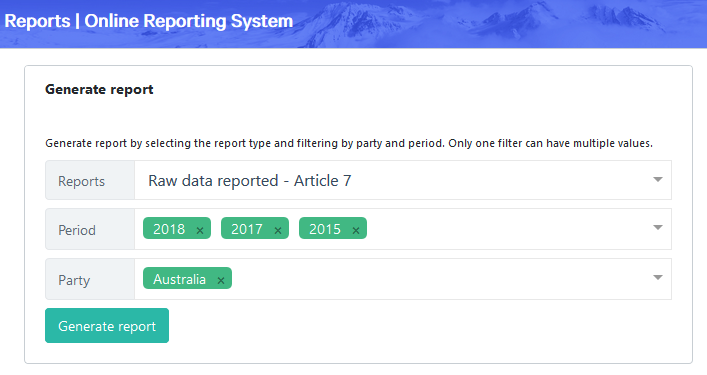 Reports | Online Reporting System
Generate report
Generate report by selecting the report type and filtering by party and period. Only one filter can have multiple values.
Reports Raw data reported - Article 7
Period 2018 × 2017 × 2015 ×
Party Australia ×
Generate report